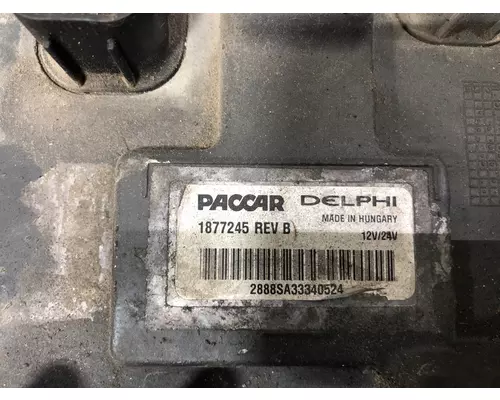 PACCAR DELPHI
MADE IN HUNGARY
1877245 REV B
12V/24V
2888SA33340524